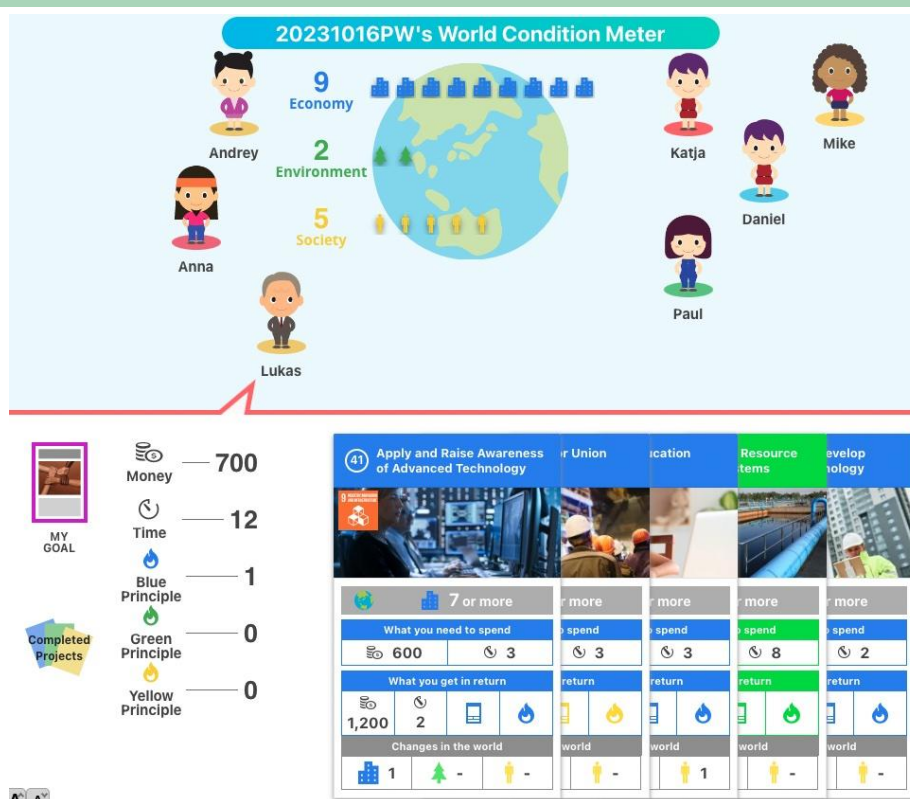 20231016PW's World Condition Meter
9
Economy
2
Environment
5
Society
Andrey
Anna
Lukas
Katja
Mike
Daniel
Paul
MY
GOAL
Completed
Projects
Money
700
Time
12
Blue
Principle
1
Green
Principle
0
Yellow
Principle
0
41
Apply and Raise Awareness
of Advanced Technology
9
7 or more
What you need to spend
600
3
What you get in return
1,200
2
Changes in the world
1
-
-
or Union
r more
o spend
3
return
world
-
ucation
r more
o spend
3
return
world
1
Resource
tems
r more
o spend
8
return
world
-
evelop
nology
r more
o spend
2
return
world
-